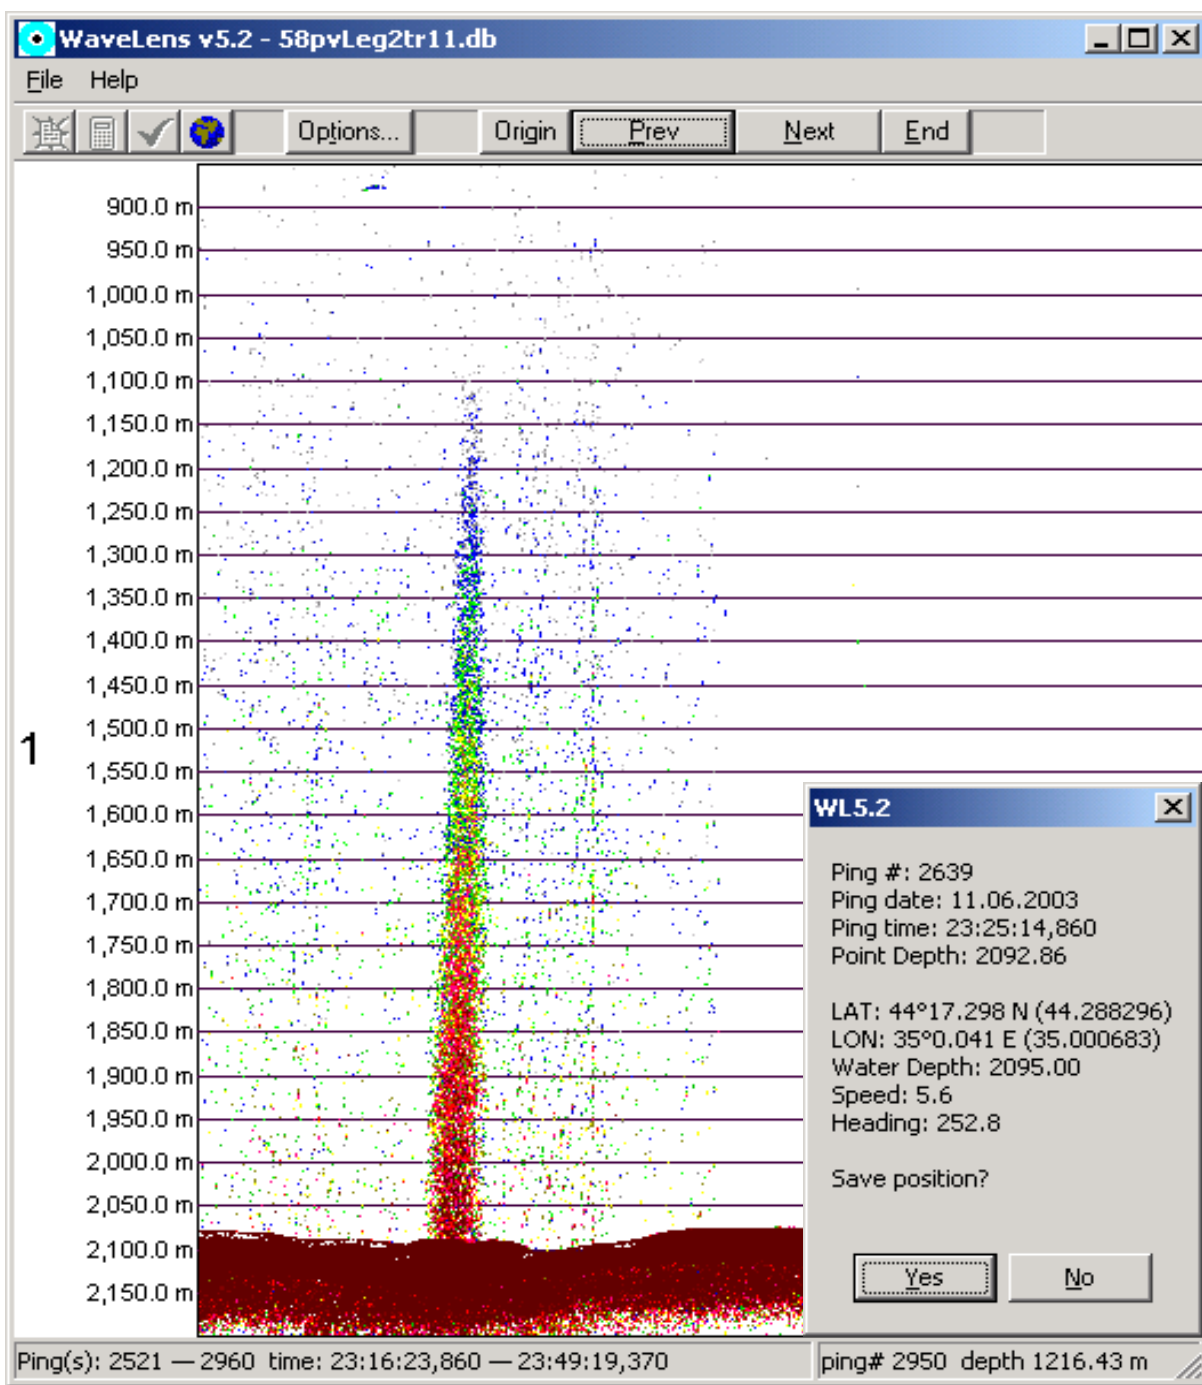 WaveLens v5.2 - 58pvLeg2tr11.db
File Help
Options... Origin Prev Next End
900.0 m
950.0 m
1,000.0 m
1,050.0 m
1,100.0 m
1,150.0 m
1,200.0 m
1,250.0 m
1,300.0 m
1,350.0 m
1,400.0 m
1,450.0 m
1,500.0 m
1
1,550.0 m
1,600.0 m
1,650.0 m
1,700.0 m
1,750.0 m
1,800.0 m
1,850.0 m
1,900.0 m
1,950.0 m
2,000.0 m
2,050.0 m
2,100.0 m
2,150.0 m
WL5.2
Ping #: 2639
Ping date: 11.06.2003
Ping time: 23:25:14,860
Point Depth: 2092.86
LAT: 44°17.298 N (44.288296)
LON: 35°0.041 E (35.000683)
Water Depth: 2095.00
Speed: 5.6
Heading: 252.8
Save position?
Yes No
Ping(s): 2521 — 2960 time: 23:16:23,860 — 23:49:19,370 ping# 2950 depth 1216.43 m